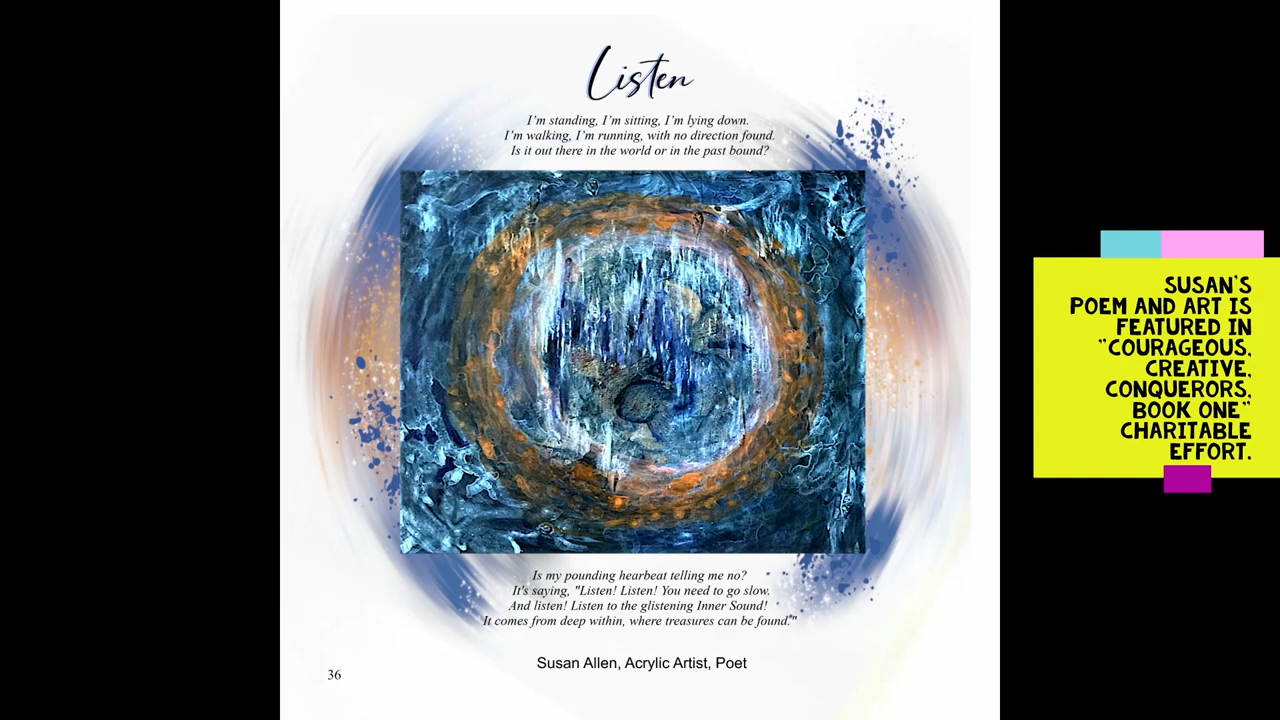 Listen
I'm standing, I'm sitting, I'm lying down.
I'm walking, I'm running, with no direction found.
Is it out there in the world or in the past bound?
Is my pounding hearbeat telling me no?
It's saying, "Listen! Listen! You need to go slow.
And listen! Listen to the glistening Inner Sound!
It comes from deep within, where treasures can be found."
Susan Allen, Acrylic Artist, Poet
36
SUSAN'S
POEM AND ART IS
FEATURED IN
"COURAGEOUS,
CREATIVE,
CONQUERORS,
BOOK ONE"
CHARITABLE
EFFORT.